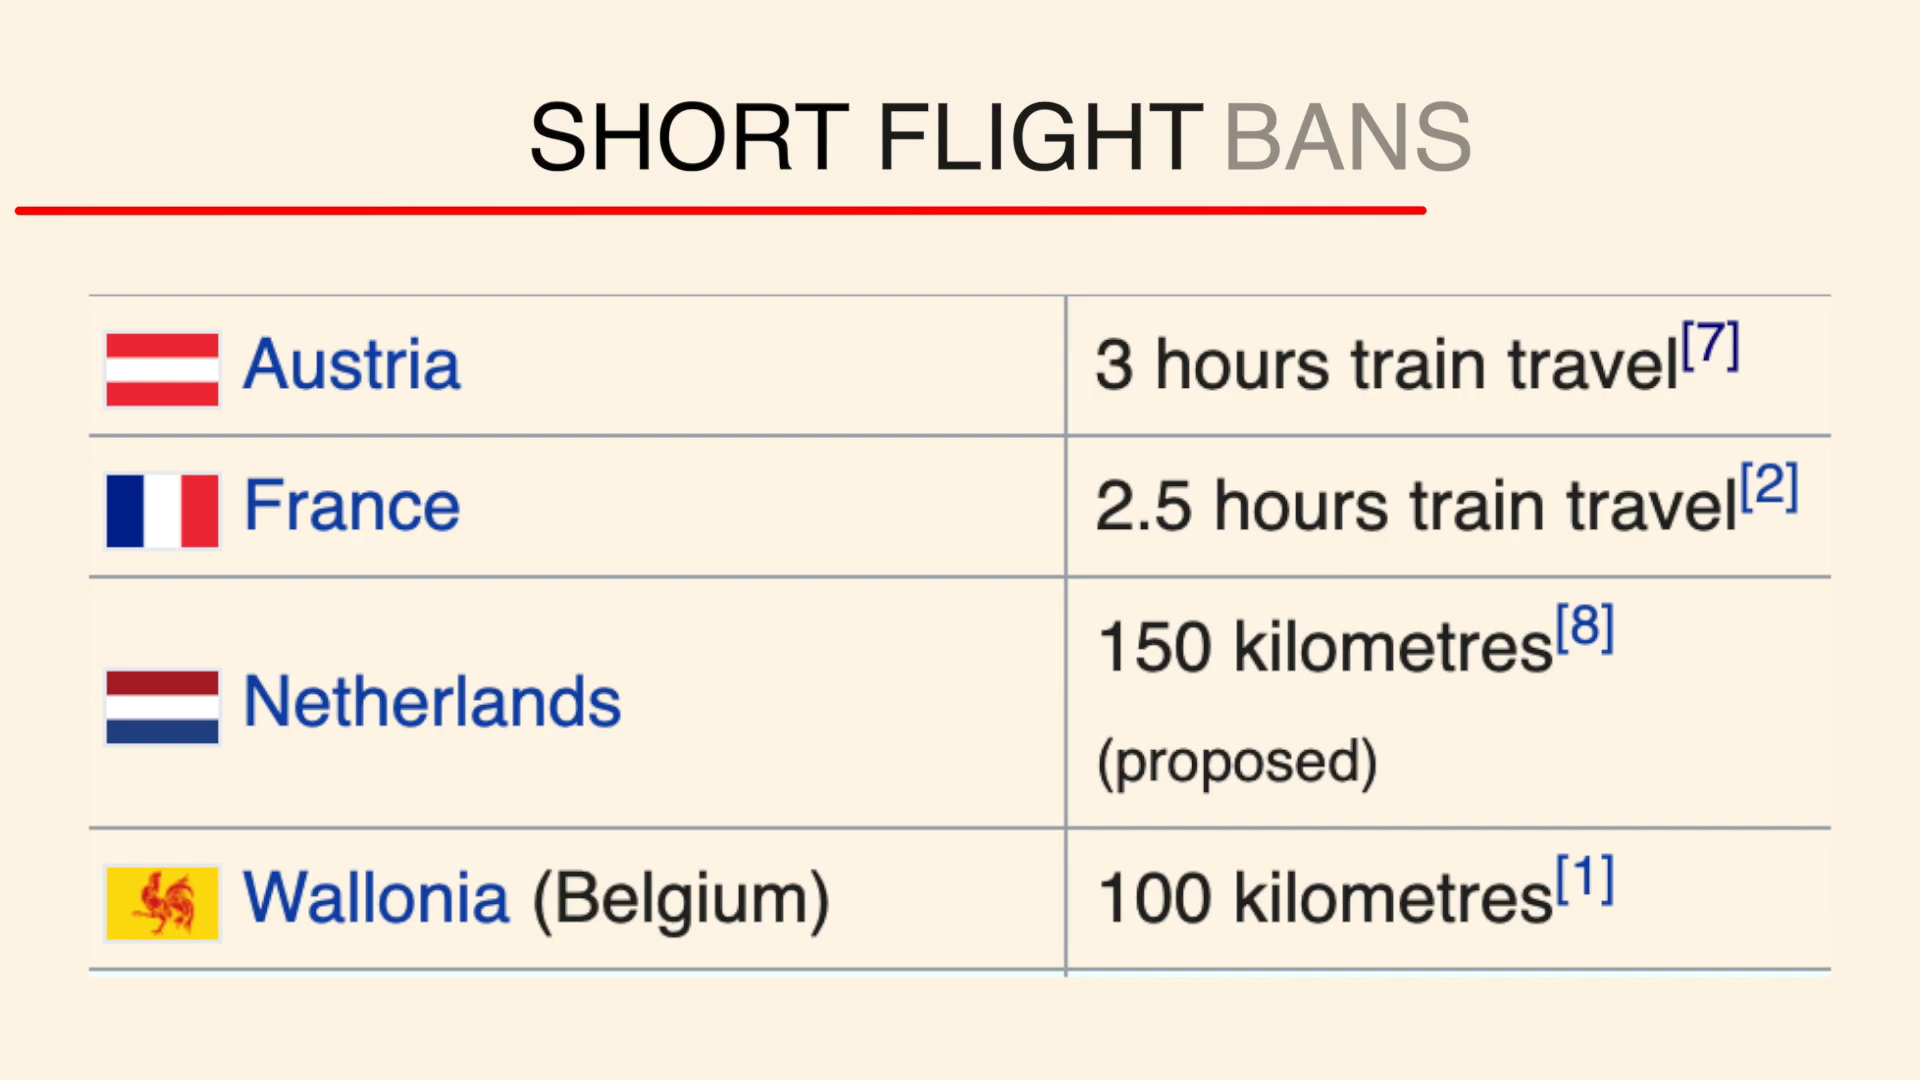 SHORT FLIGHT BANS
Austria 3 hours train travel[7]
France 2.5 hours train travel[2]
Netherlands 150 kilometres[8]
(proposed)
Wallonia (Belgium) 100 kilometres[1]